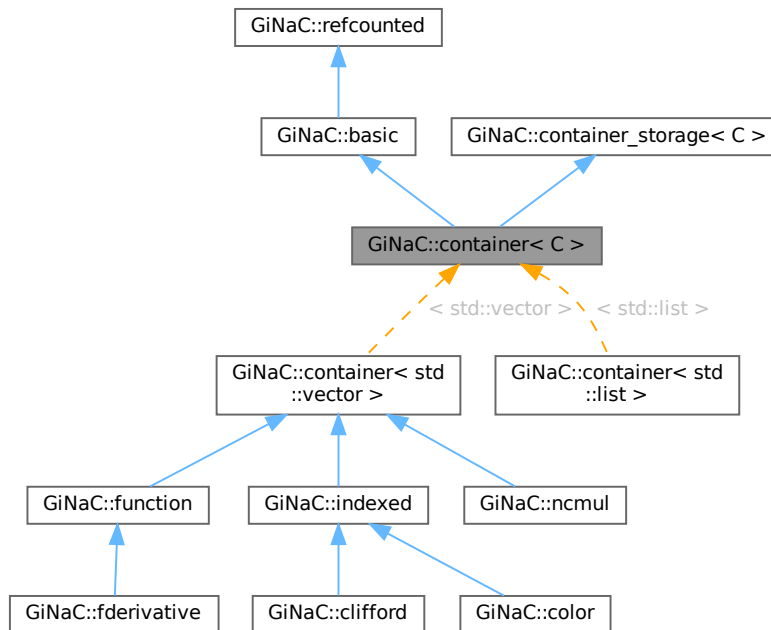 GiNaC::refcounted
GiNaC::basic
GiNaC::container_storage< C >
GiNaC::container< C >
< std::vector >
< std::list >
GiNaC::container< std
::vector >
GiNaC::container< std
::list >
GiNaC::function
GiNaC::indexed
GiNaC::ncmul
GiNaC::fderivative
GiNaC::clifford
GiNaC::color